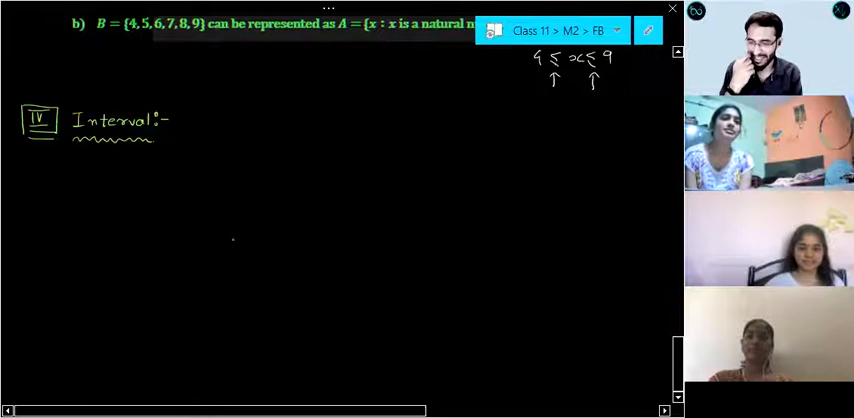 b) B = {4, 5, 6, 7, 8, 9} can be represented as A = {x : x is a natural
Class 11 > M2 > FB
4 ≤ x ≤ 9
IV Interval:-